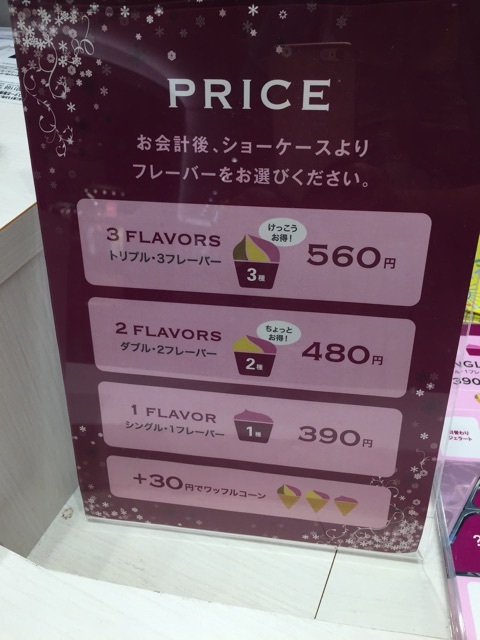 PRICE
お会計後、ショーケースより
フレーバーをお選びください。
3 FLAVORS
トリプル・3フレーバー
けっこう
お得!
3種
560円
2 FLAVORS
ダブル・2フレーバー
ちょっと
お得!
2種
480円
1 FLAVOR
シングル・1フレーバー
1種
390円
+30円でワッフルコーン
390